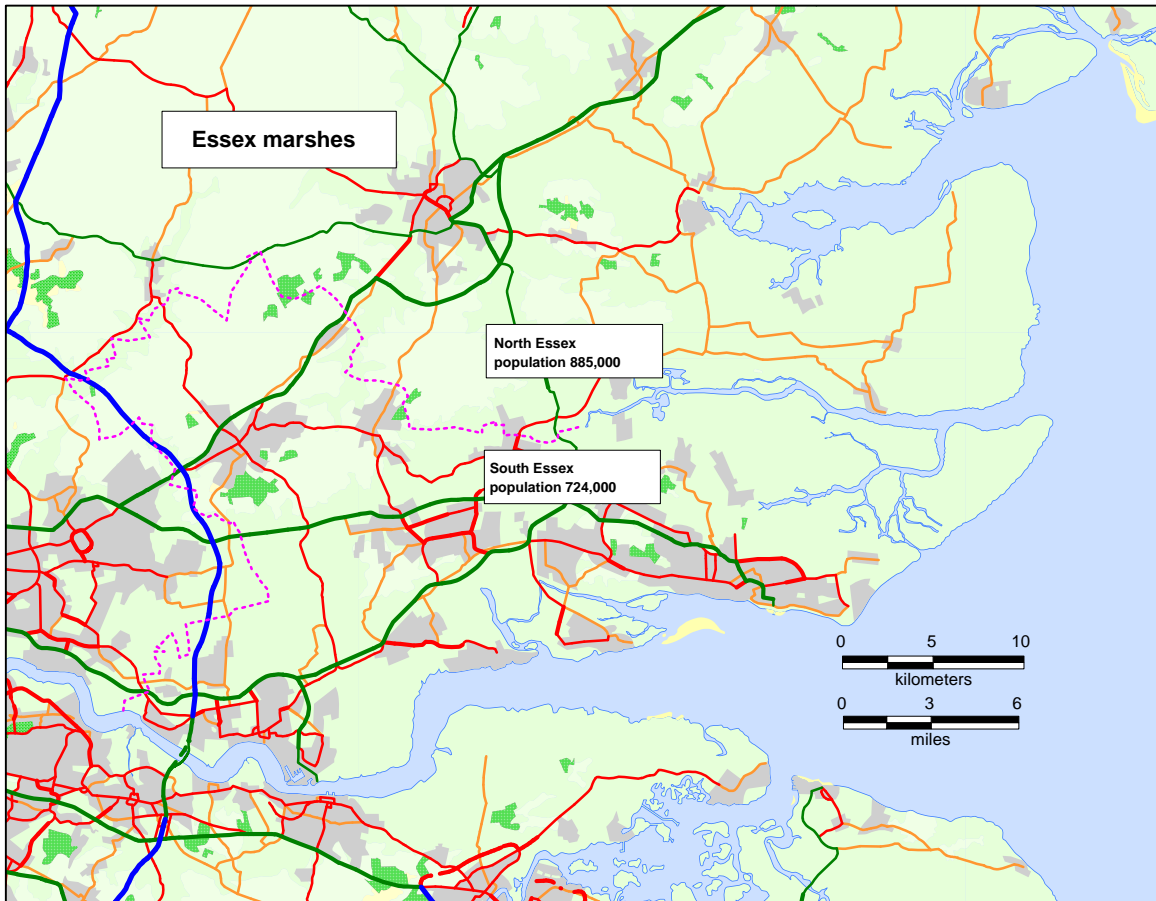 Essex marshes
North Essex
population 885,000
South Essex
population 724,000
0 5 10
kilometers
0 3 6
miles